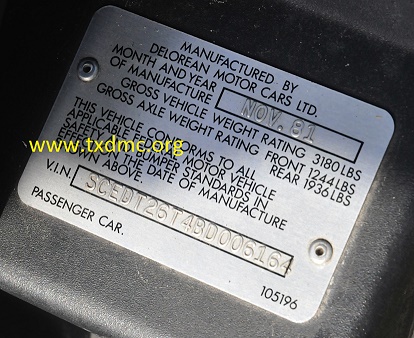 MANUFACTURED BY
DELOREAN MOTOR CARS LTD.
MONTH AND YEAR
OF MANUFACTURE NOV. 81
GROSS VEHICLE WEIGHT RATING 3180 LBS
GROSS AXLE WEIGHT RATING FRONT 1244 LBS
REAR 1936 LBS
THIS VEHICLE CONFORMS TO ALL
APPLICABLE FEDERAL MOTOR VEHICLE
SAFETY AND BUMPER STANDARDS IN
EFFECT ON THE DATE OF MANUFACTURE
SHOWN ABOVE.
V.I.N. SCEDT26T4BD006164
PASSENGER CAR.
105196
www.txdmc.org